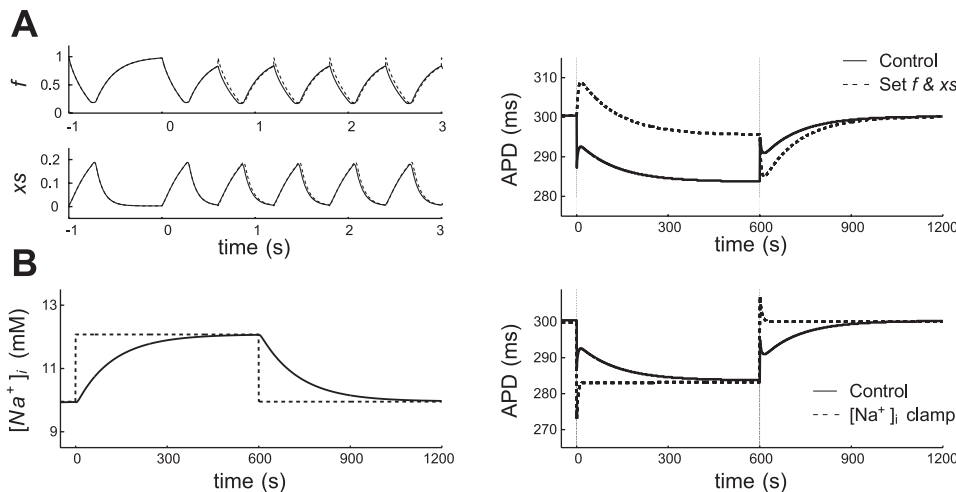 A
f
1
0.5
0
-1
0
1
2
3
xs
0.2
0.1
0
-1
0
1
2
3
time (s)
APD (ms)
310
300
290
280
0
300
600
900
1200
time (s)
Control
Set f & xs
B
[Na+]i (mM)
13
11
9
0
300
600
900
1200
time (s)
APD (ms)
300
290
280
270
0
300
600
900
1200
time (s)
Control
[Na+]i clamp